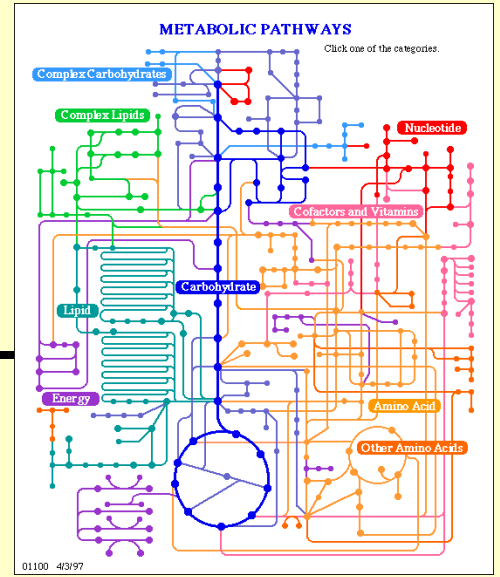 METABOLIC PATHWAYS
Click one of the categories.
Complex Carbohydrates
Complex Lipids
Nucleotide
Cofactors and Vitamins
Carbohydrate
Lipid
Energy
Amino Acid
Other Amino Acids
01100 4/3/97